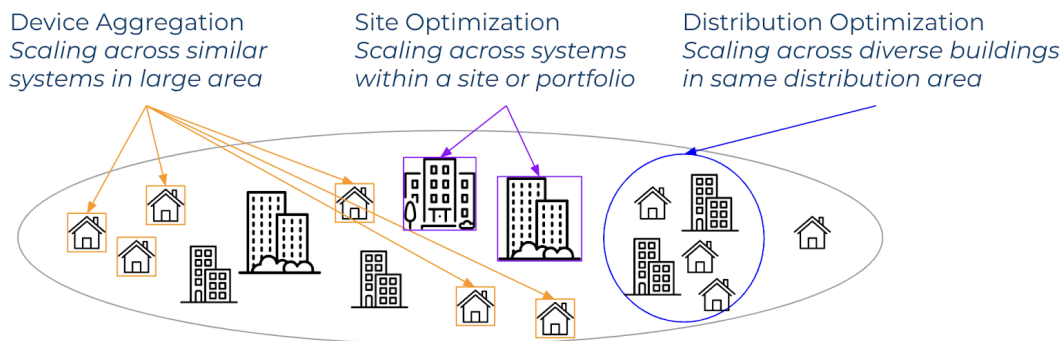 Device Aggregation
Scaling across similar
systems in large area
Site Optimization
Scaling across systems
within a site or portfolio
Distribution Optimization
Scaling across diverse buildings
in same distribution area